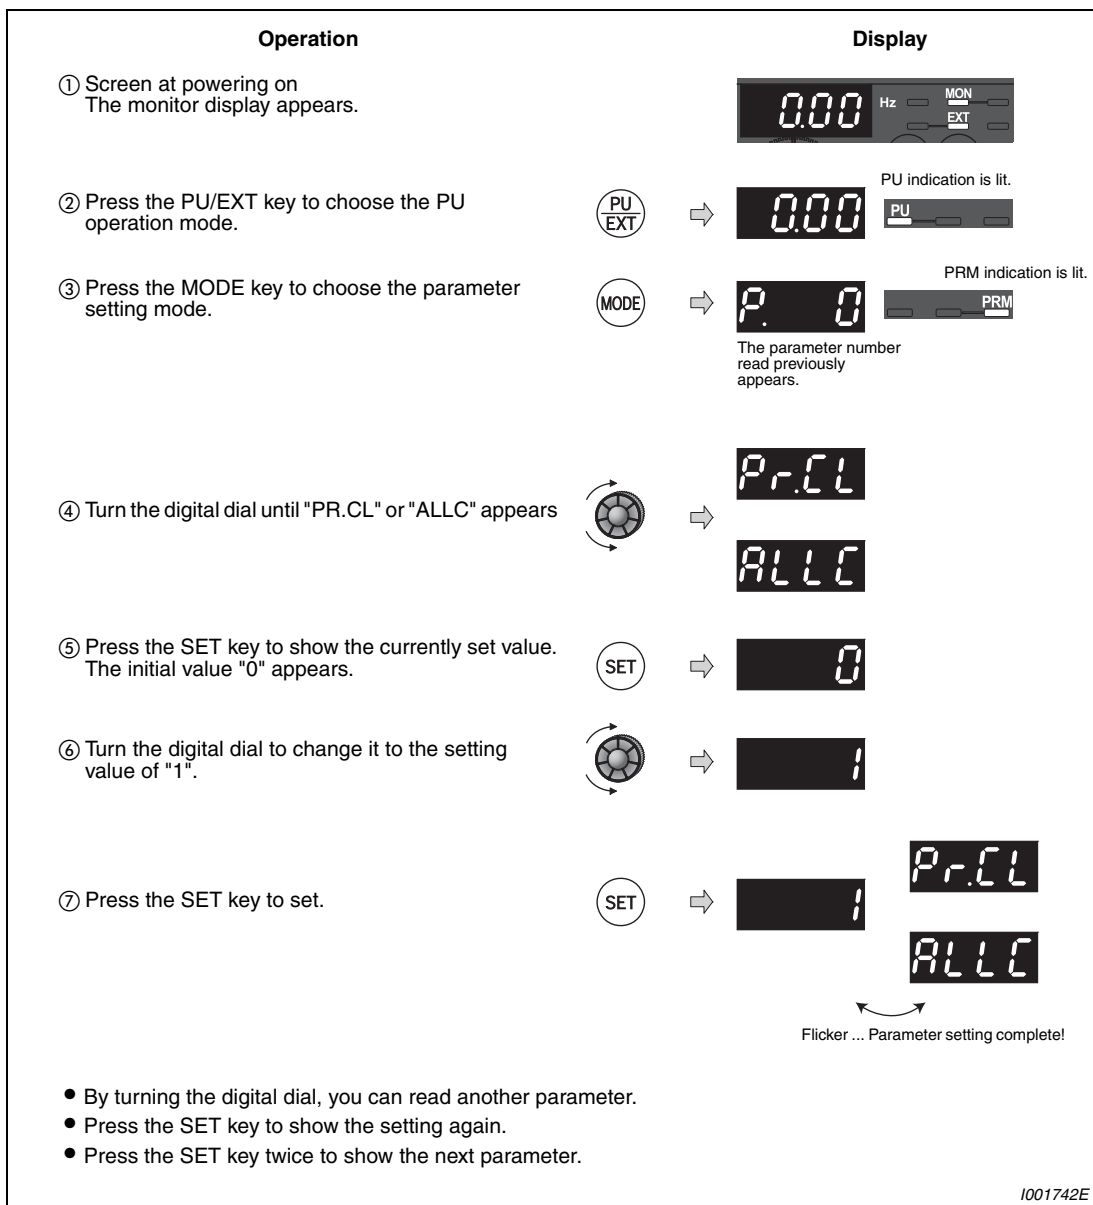 Operation
Display
① Screen at powering on
The monitor display appears.
0.00 Hz MON
EXT
② Press the PU/EXT key to choose the PU
operation mode.
PU
EXT
0.00
PU indication is lit.
PU
③ Press the MODE key to choose the parameter
setting mode.
MODE
P. 0
PRM indication is lit.
PRM
The parameter number
read previously
appears.
④ Turn the digital dial until "PR.CL" or "ALLC" appears
Pr.CL
ALLC
⑤ Press the SET key to show the currently set value.
The initial value "0" appears.
SET
0
⑥ Turn the digital dial to change it to the setting
value of "1".
1
⑦ Press the SET key to set.
SET
1
Pr.CL
ALLC
Flicker ... Parameter setting complete!
● By turning the digital dial, you can read another parameter.
● Press the SET key to show the setting again.
● Press the SET key twice to show the next parameter.
I001742E